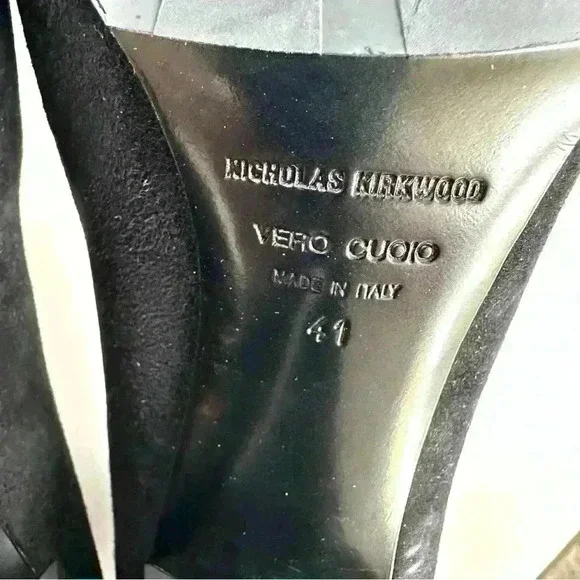 NICHOLAS KIRKWOOD
VERO CUOIO
MADE IN ITALY
41